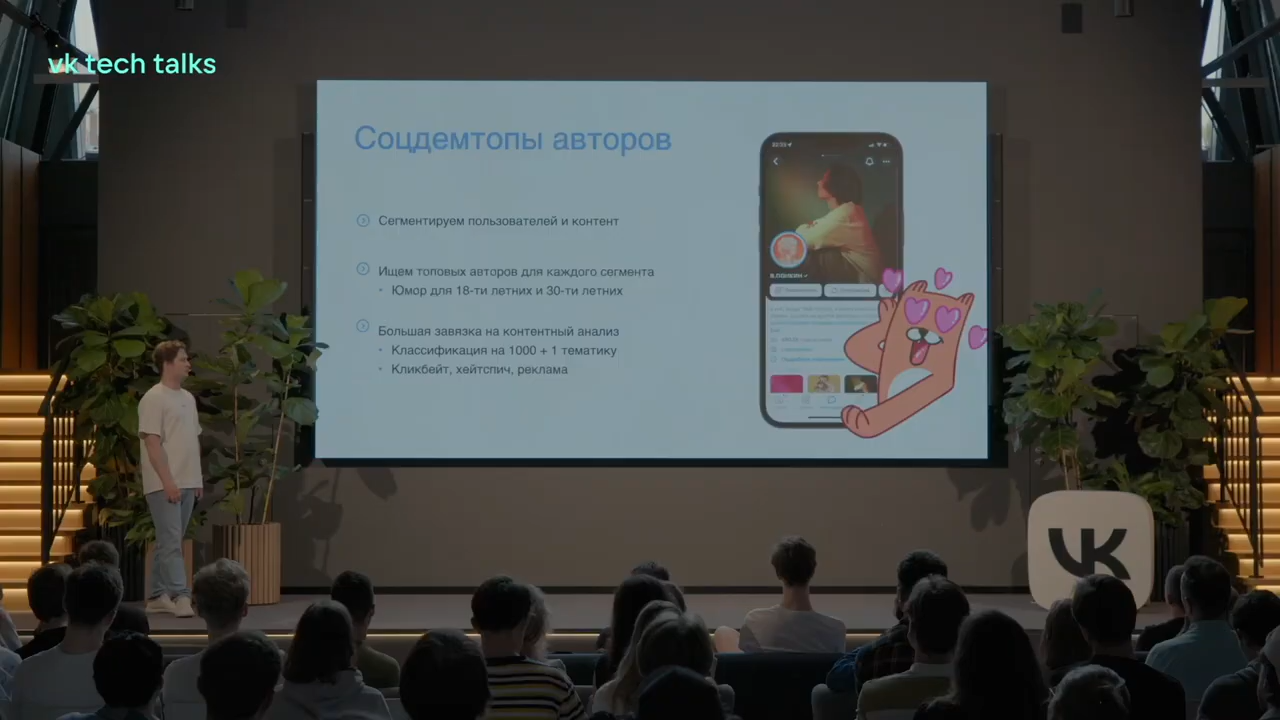 vk tech talks
Соцдемтопы авторов
Сегментируем пользователей и контент
Ищем топовых авторов для каждого сегмента
• Юмор для 18-ти летних и 30-ти летних
Большая завязка на контентный анализ
• Классификация на 1000 + 1 тематику
• Кликбейт, хейтспич, реклама
VK